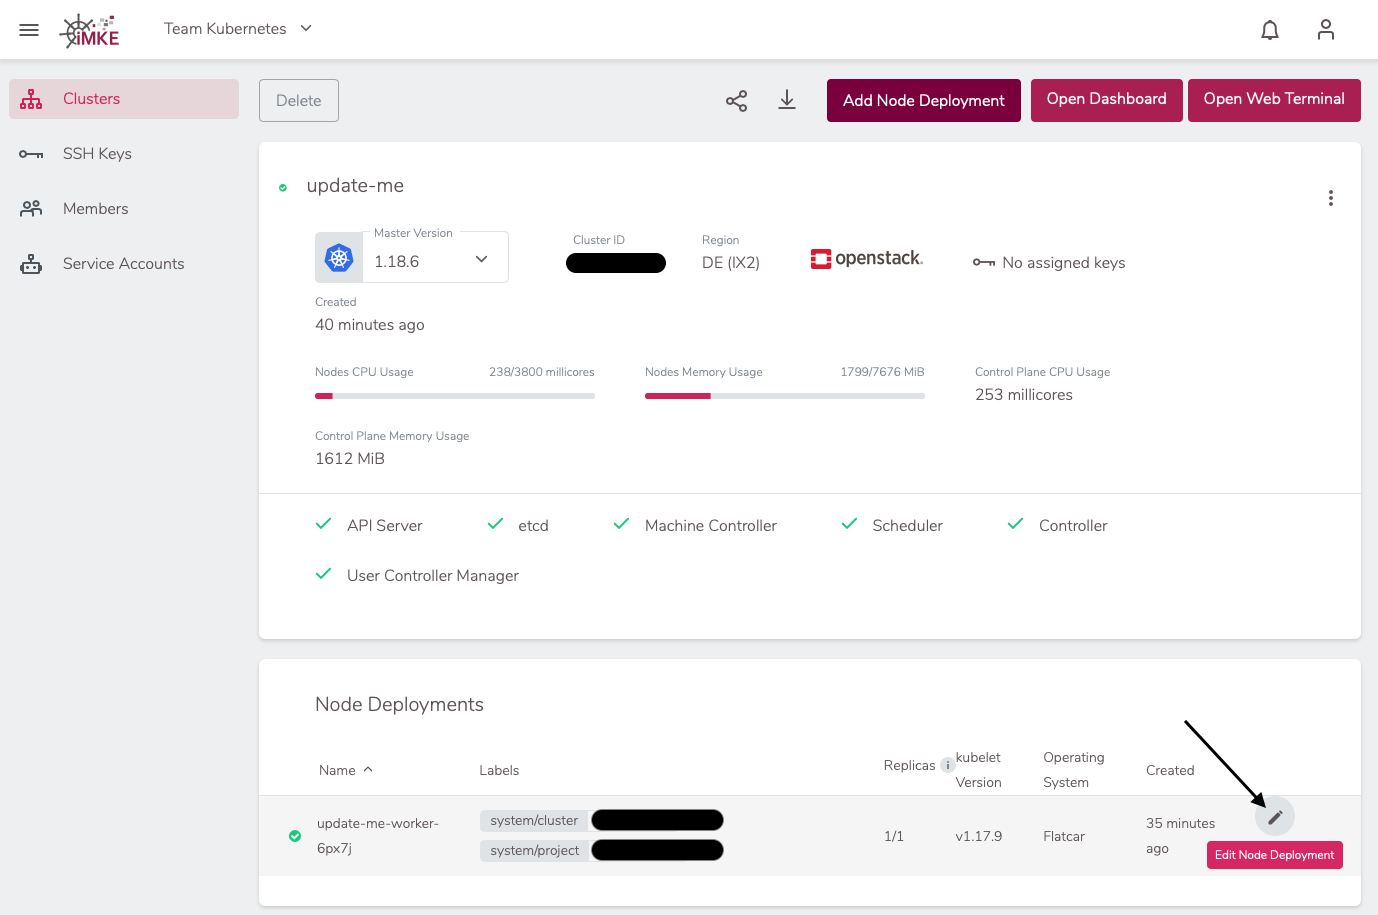 iMKE
Team Kubernetes
Clusters
SSH Keys
Members
Service Accounts
Delete
Add Node Deployment
Open Dashboard
Open Web Terminal
update-me
Master Version
1.18.6
Cluster ID
Region
DE (IX2)
openstack.
No assigned keys
Created
40 minutes ago
Nodes CPU Usage
238/3800 millicores
Nodes Memory Usage
1799/7676 MiB
Control Plane CPU Usage
253 millicores
Control Plane Memory Usage
1612 MiB
API Server
etcd
Machine Controller
Scheduler
Controller
User Controller Manager
Node Deployments
Name
Labels
Replicas
i
kubelet
Version
Operating
System
Created
update-me-worker-
6px7j
system/cluster
system/project
1/1
v1.17.9
Flatcar
35 minutes
ago
Edit Node Deployment